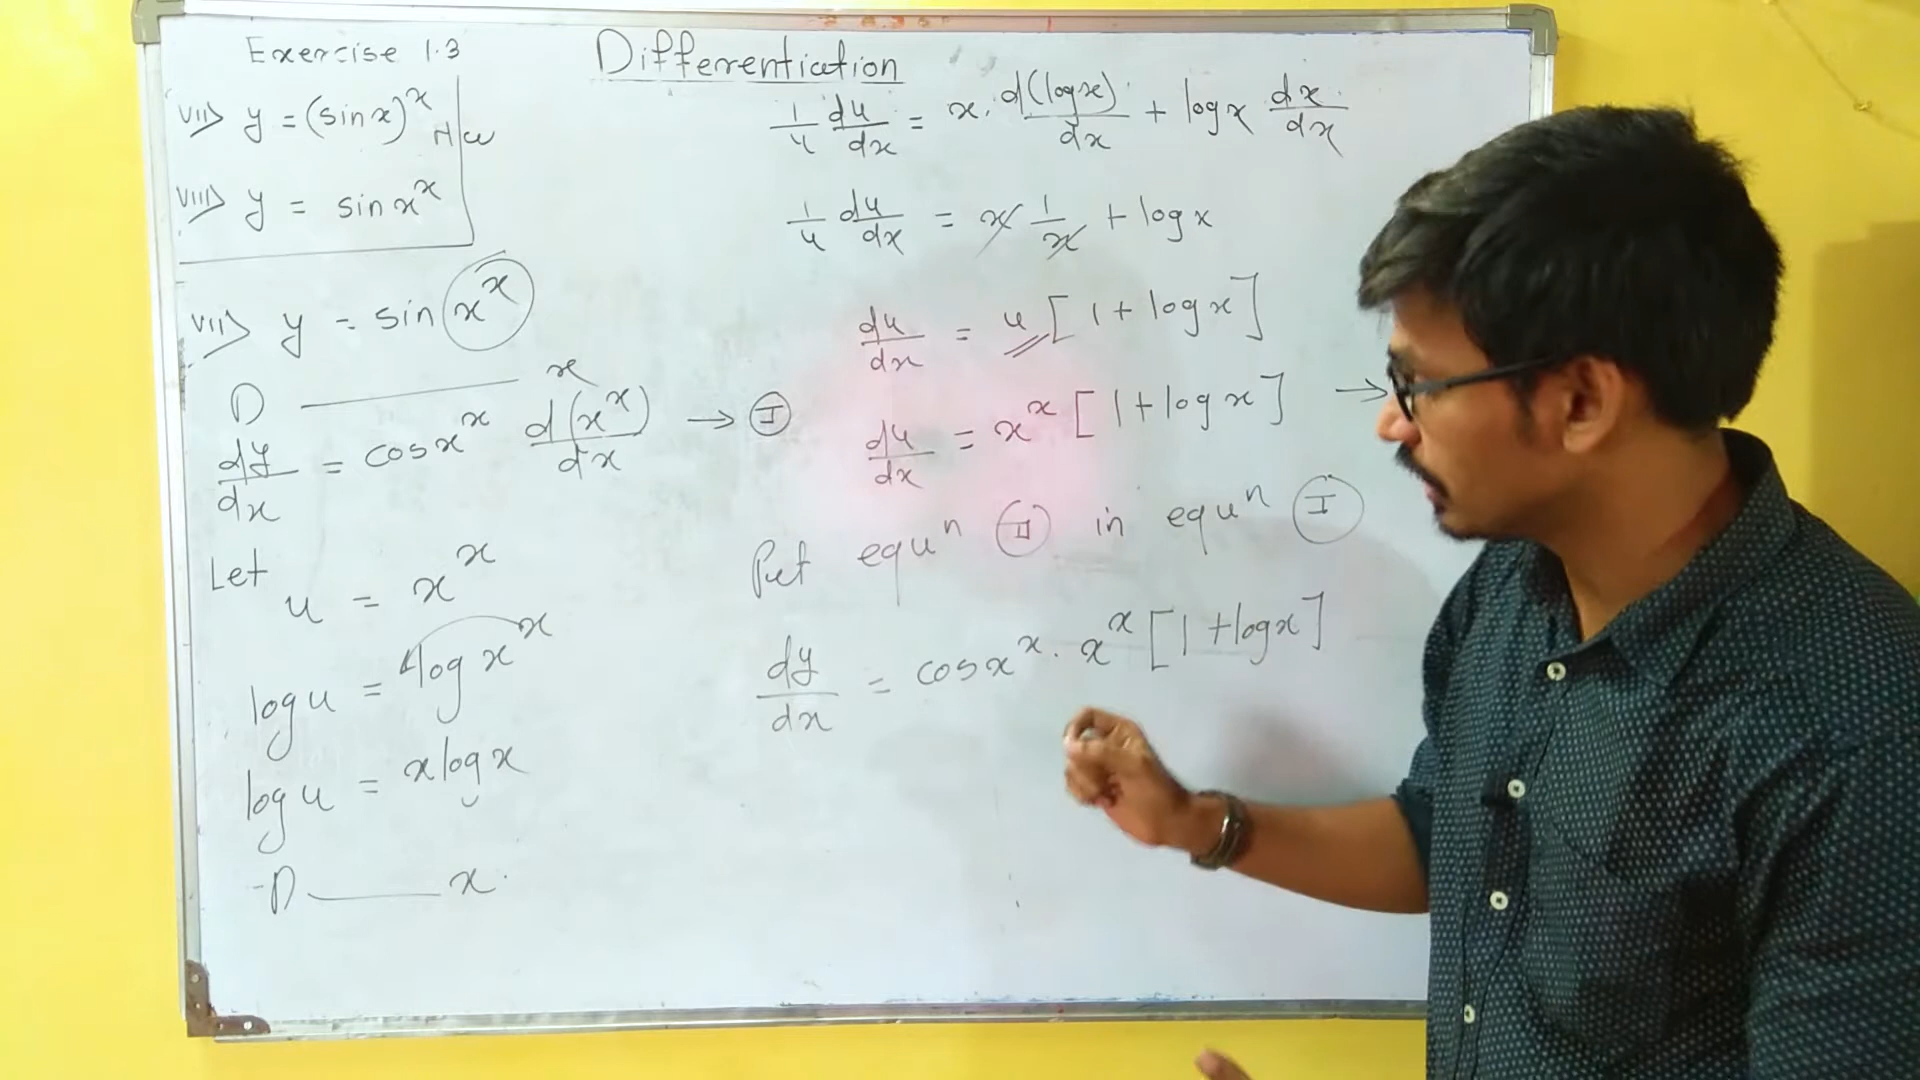 Exercise 1.3
Differentiation
VII> y = (sin x)^x H/W
VIII> y = sin x^x
VII> y = sin x^x
D ——— x
dy/dx = cos x^x d(x^x)/dx → I
Let u = x^x
log u = log x^x
log u = x log x
D ——— x.
1/u du/dx = x. d(log x)/dx + log x dx/dx
1/u du/dx = x 1/x + log x
du/dx = u [1 + log x]
du/dx = x^x [1 + log x] →
Put equ^n II in equ^n I
dy/dx = cos x^x . x^x [1 + log x]